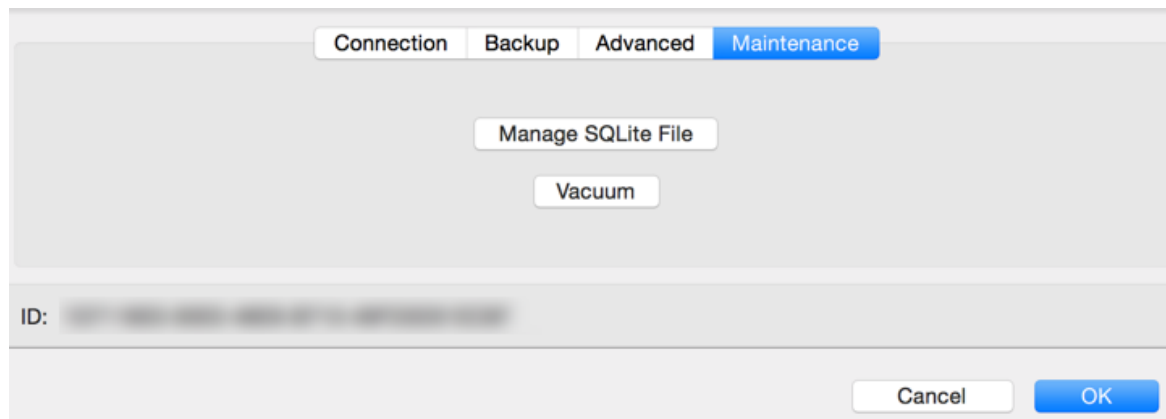 Connection Backup Advanced Maintenance
Manage SQLite File
Vacuum
ID:
Cancel OK